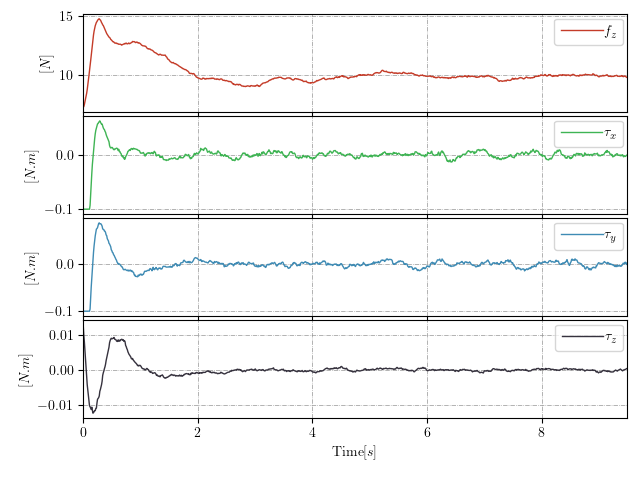 15
10
[N]
f_z
0.0
−0.1
[N.m]
τ_x
0.0
−0.1
[N.m]
τ_y
0.01
0.00
−0.01
[N.m]
τ_z
0 2 4 6 8
Time[s]